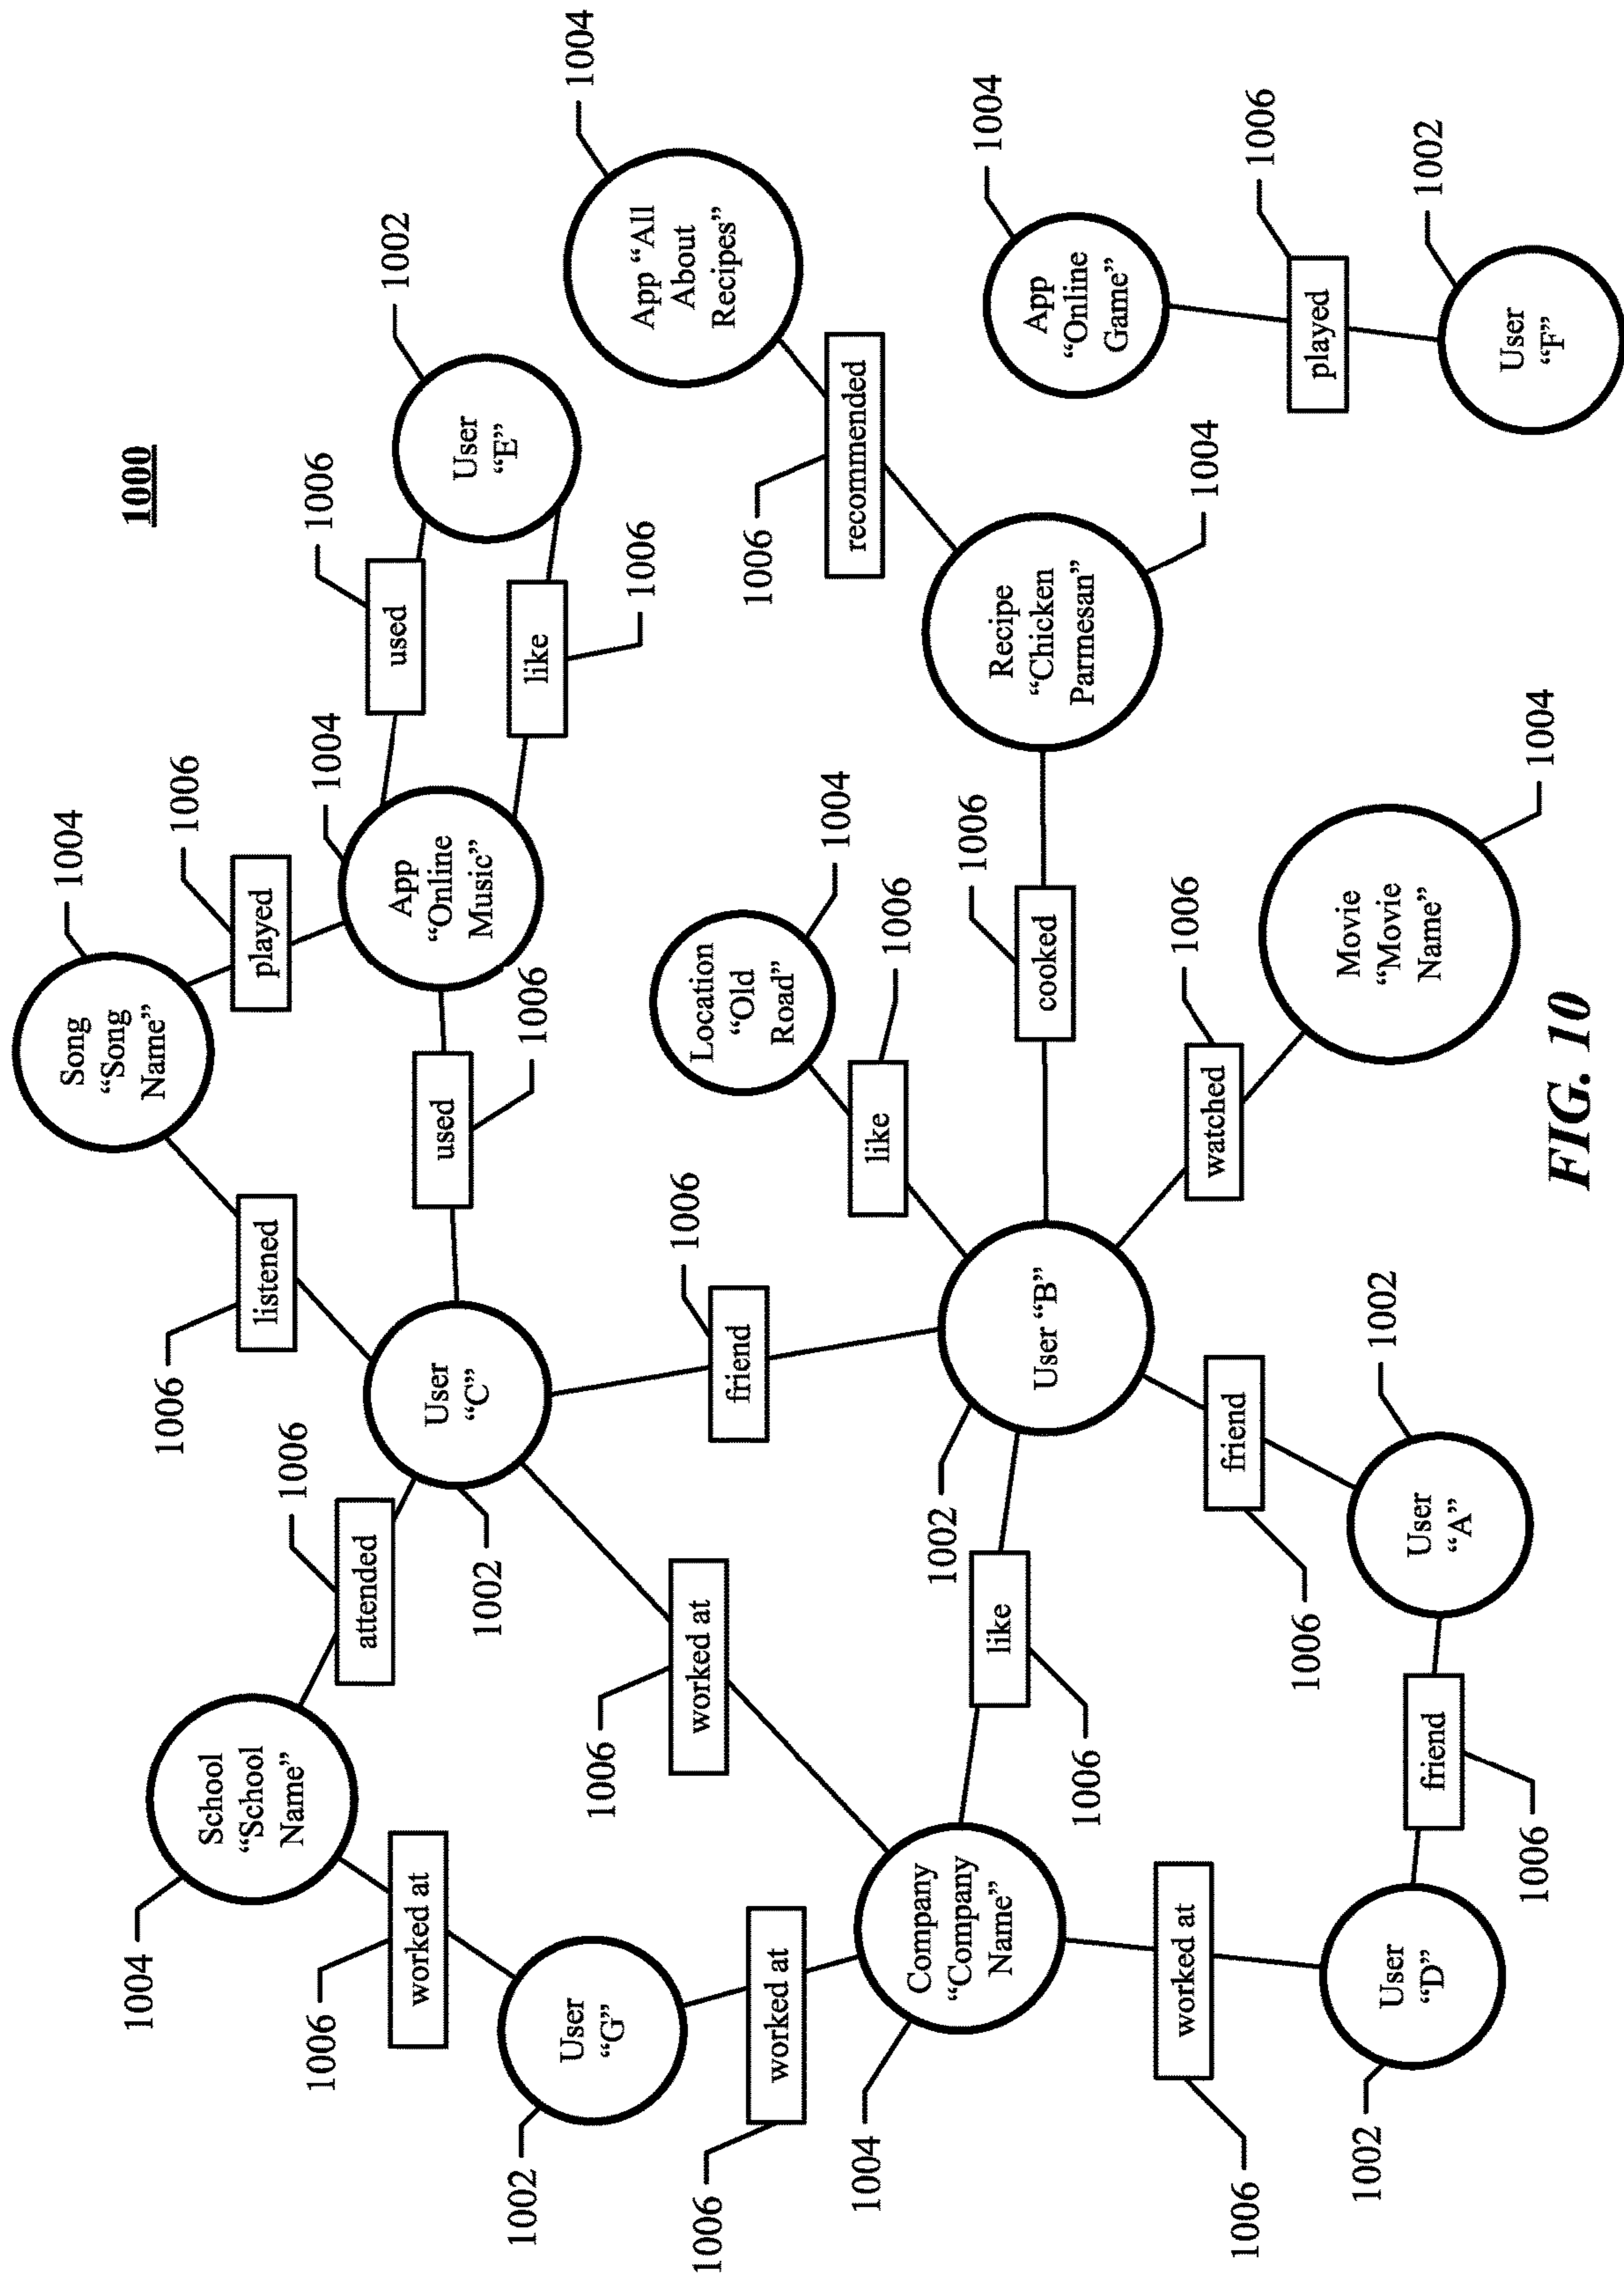 1000
1004
Song
“Song
Name”
1004
School
“School
Name”
1006
listened
1006
played
1006
attended
1006
used
1006
1002
User
“E”
1006
like
1006
1004
App
“Online
Music”
used
1006
User
“C”
1002
1006
worked at
1002
User
“G”
1006
worked at
1006
worked at
1006
friend
1004
Location
“Old
Road”
1006
like
1004
App “All
About
Recipes”
1006
recommended
1004
Company
“Company
Name”
1002
like
1006
User “B”
1006
cooked
Recipe
“Chicken
Parmesan”
1004
1004
App
“Online
Game”
1006
worked at
friend
1006
1006
watched
1006
played
1002
User
“D”
friend
1006
1002
User
“A”
Movie
“Movie
Name”
1004
1002
User
“F”
FIG. 10